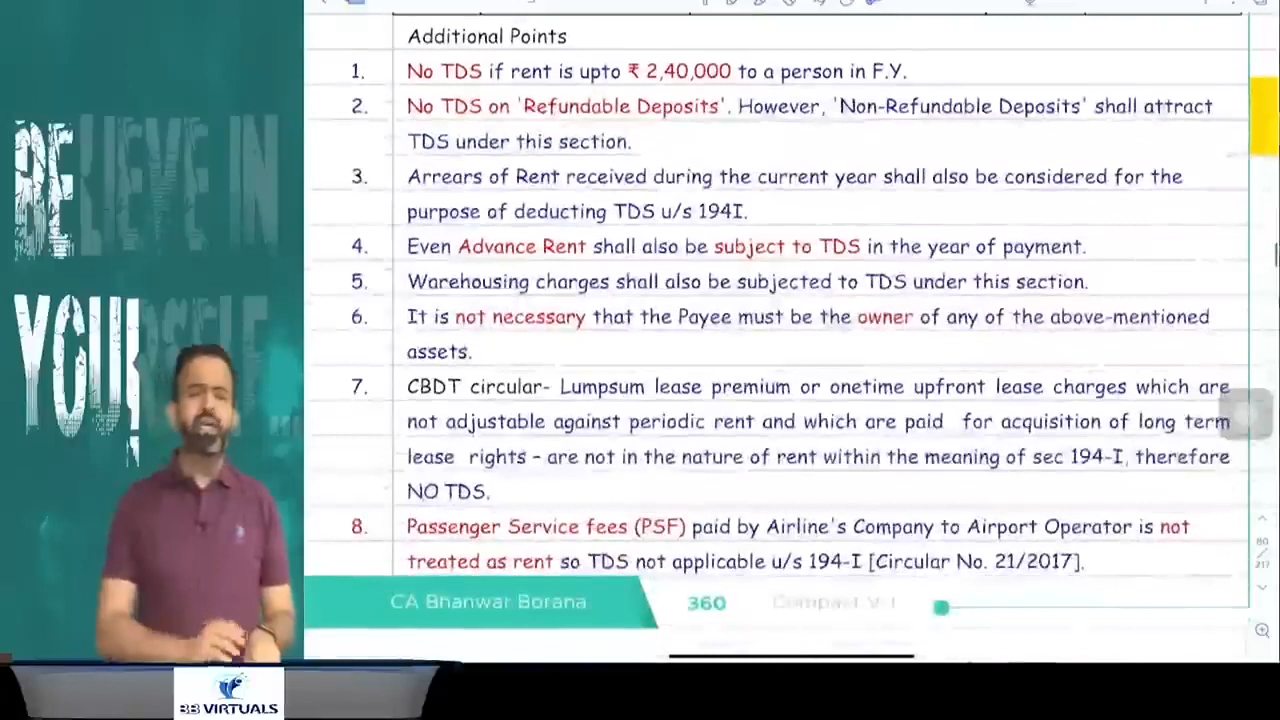 BELIEVE IN
YOURSELF
Additional Points
1. No TDS if rent is upto ₹ 2,40,000 to a person in F.Y.
2. No TDS on 'Refundable Deposits'. However, 'Non-Refundable Deposits' shall attract
TDS under this section.
3. Arrears of Rent received during the current year shall also be considered for the
purpose of deducting TDS u/s 194I.
4. Even Advance Rent shall also be subject to TDS in the year of payment.
5. Warehousing charges shall also be subjected to TDS under this section.
6. It is not necessary that the Payee must be the owner of any of the above-mentioned
assets.
7. CBDT circular- Lumpsum lease premium or onetime upfront lease charges which are
not adjustable against periodic rent and which are paid for acquisition of long term
lease rights - are not in the nature of rent within the meaning of sec 194-I, therefore
NO TDS.
8. Passenger Service fees (PSF) paid by Airline's Company to Airport Operator is not
treated as rent so TDS not applicable u/s 194-I [Circular No. 21/2017].
80
217
CA Bhanwar Borana 360 Compact
BB VIRTUALS